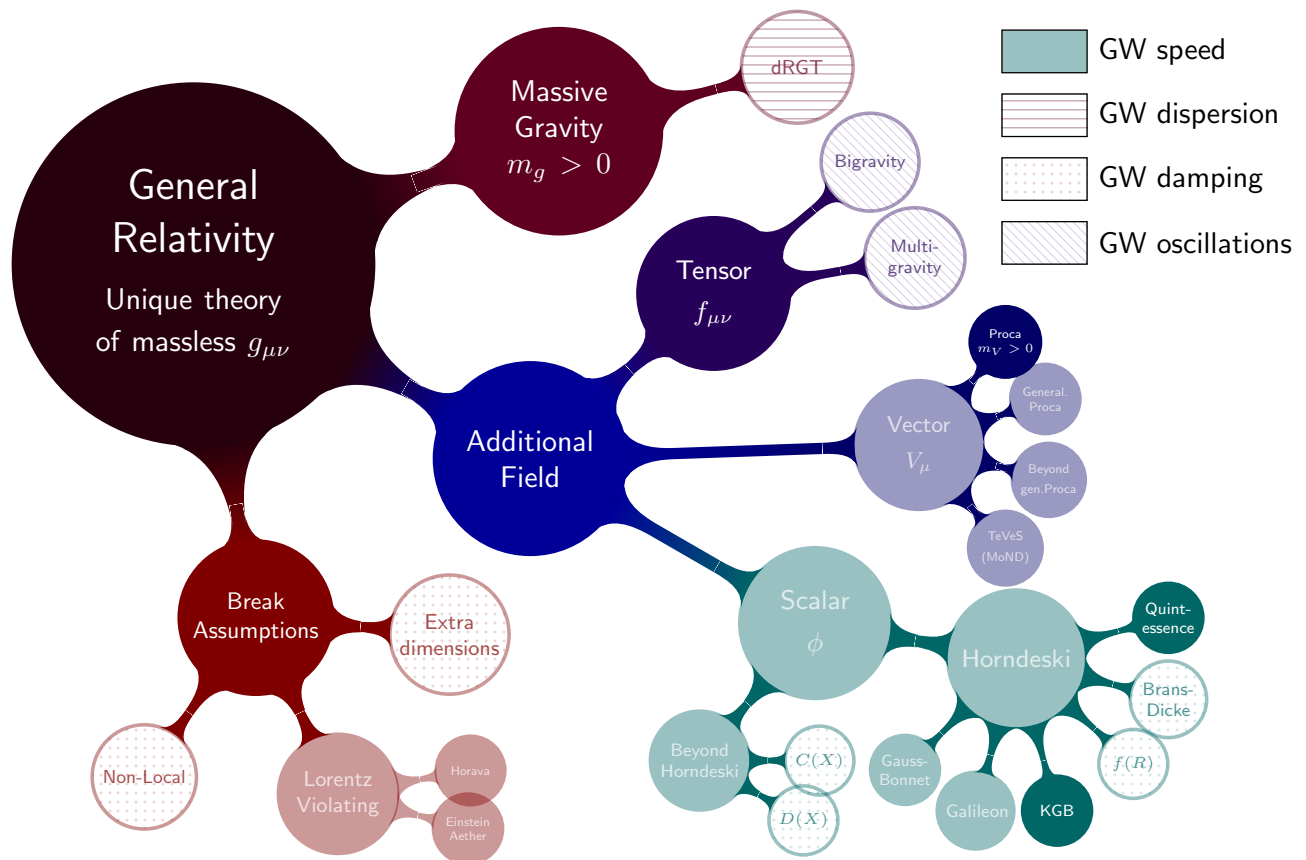 General
Relativity
Unique theory
of massless $g_{\mu\nu}$
Massive
Gravity
$m_g > 0$
dRGT
GW speed
GW dispersion
GW damping
GW oscillations
Bigravity
Multi-
gravity
Tensor
$f_{\mu\nu}$
Additional
Field
Vector
$V_\mu$
Proca
$m_V > 0$
General.
Proca
Beyond
gen.Proca
TeVeS
(MoND)
Scalar
$\phi$
Horndeski
Quint-
essence
Brans-
Dicke
$f(R)$
KGB
Galileon
Gauss-
Bonnet
Beyond
Horndeski
$C(X)$
$D(X)$
Break
Assumptions
Extra
dimensions
Non-Local
Lorentz
Violating
Horava
Einstein
Aether